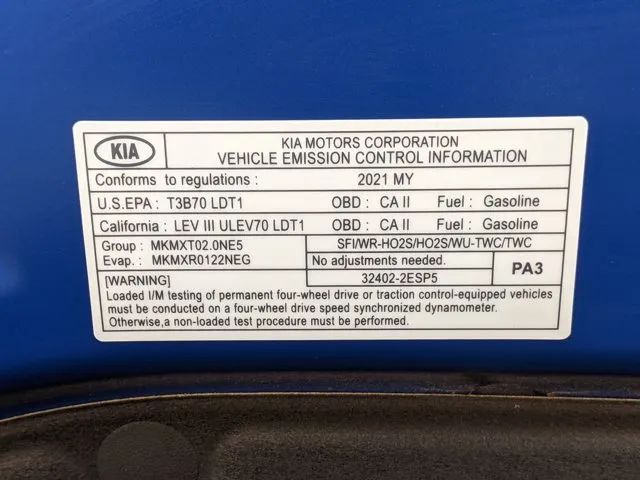 KIA
KIA MOTORS CORPORATION
VEHICLE EMISSION CONTROL INFORMATION
Conforms to regulations : 2021 MY
U.S.EPA : T3B70 LDT1 OBD : CA II Fuel : Gasoline
California : LEV III ULEV70 LDT1 OBD : CA II Fuel : Gasoline
Group : MKMXT02.0NE5
Evap. : MKMXR0122NEG
SFI/WR-HO2S/HO2S/WU-TWC/TWC
No adjustments needed.
32402-2ESP5
PA3
[WARNING]
Loaded I/M testing of permanent four-wheel drive or traction control-equipped vehicles
must be conducted on a four-wheel drive speed synchronized dynamometer.
Otherwise,a non-loaded test procedure must be performed.